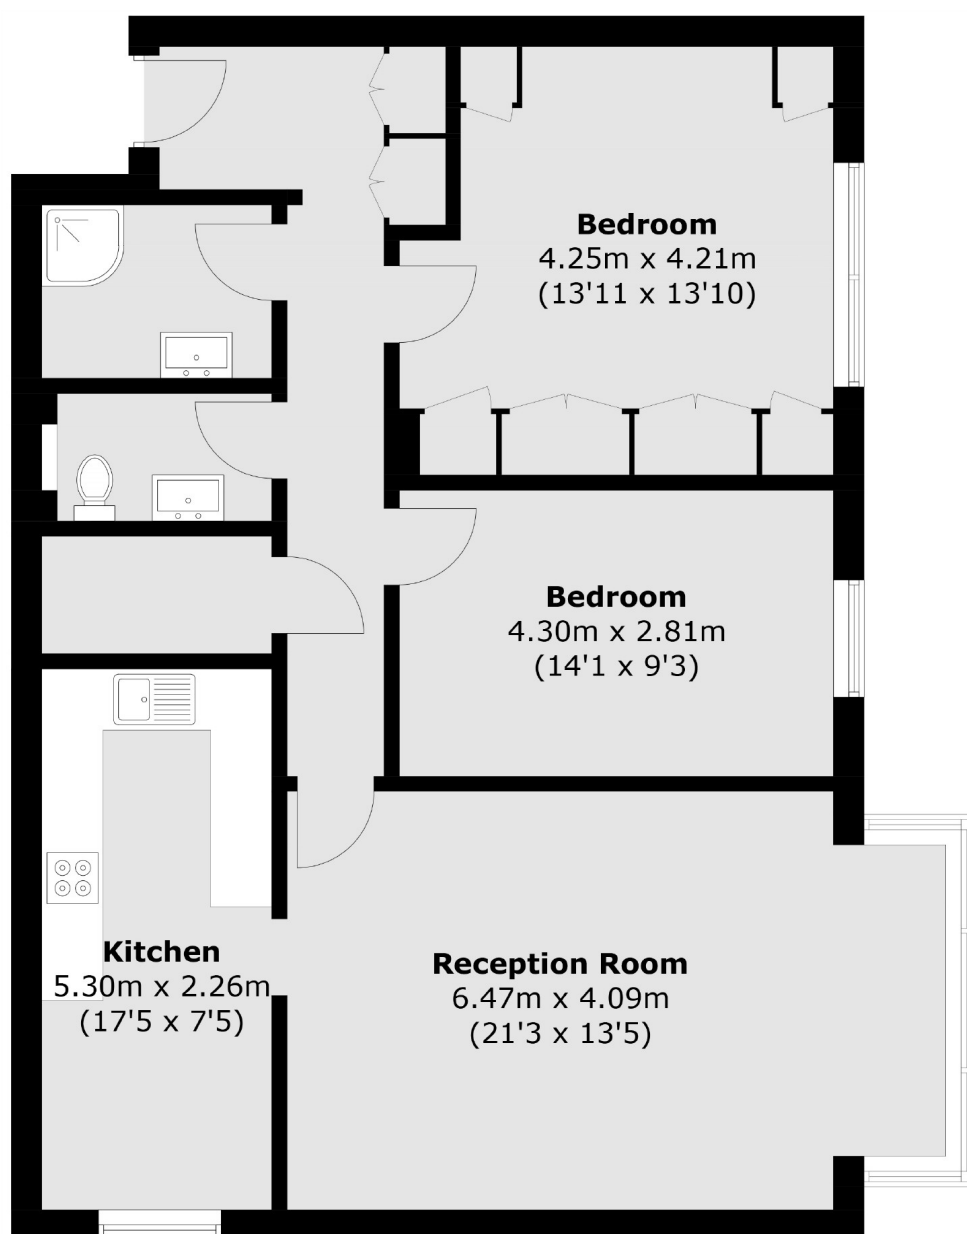 Bedroom
4.25m x 4.21m
(13'11 x 13'10)
Bedroom
4.30m x 2.81m
(14'1 x 9'3)
Kitchen
5.30m x 2.26m
(17'5 x 7'5)
Reception Room
6.47m x 4.09m
(21'3 x 13'5)